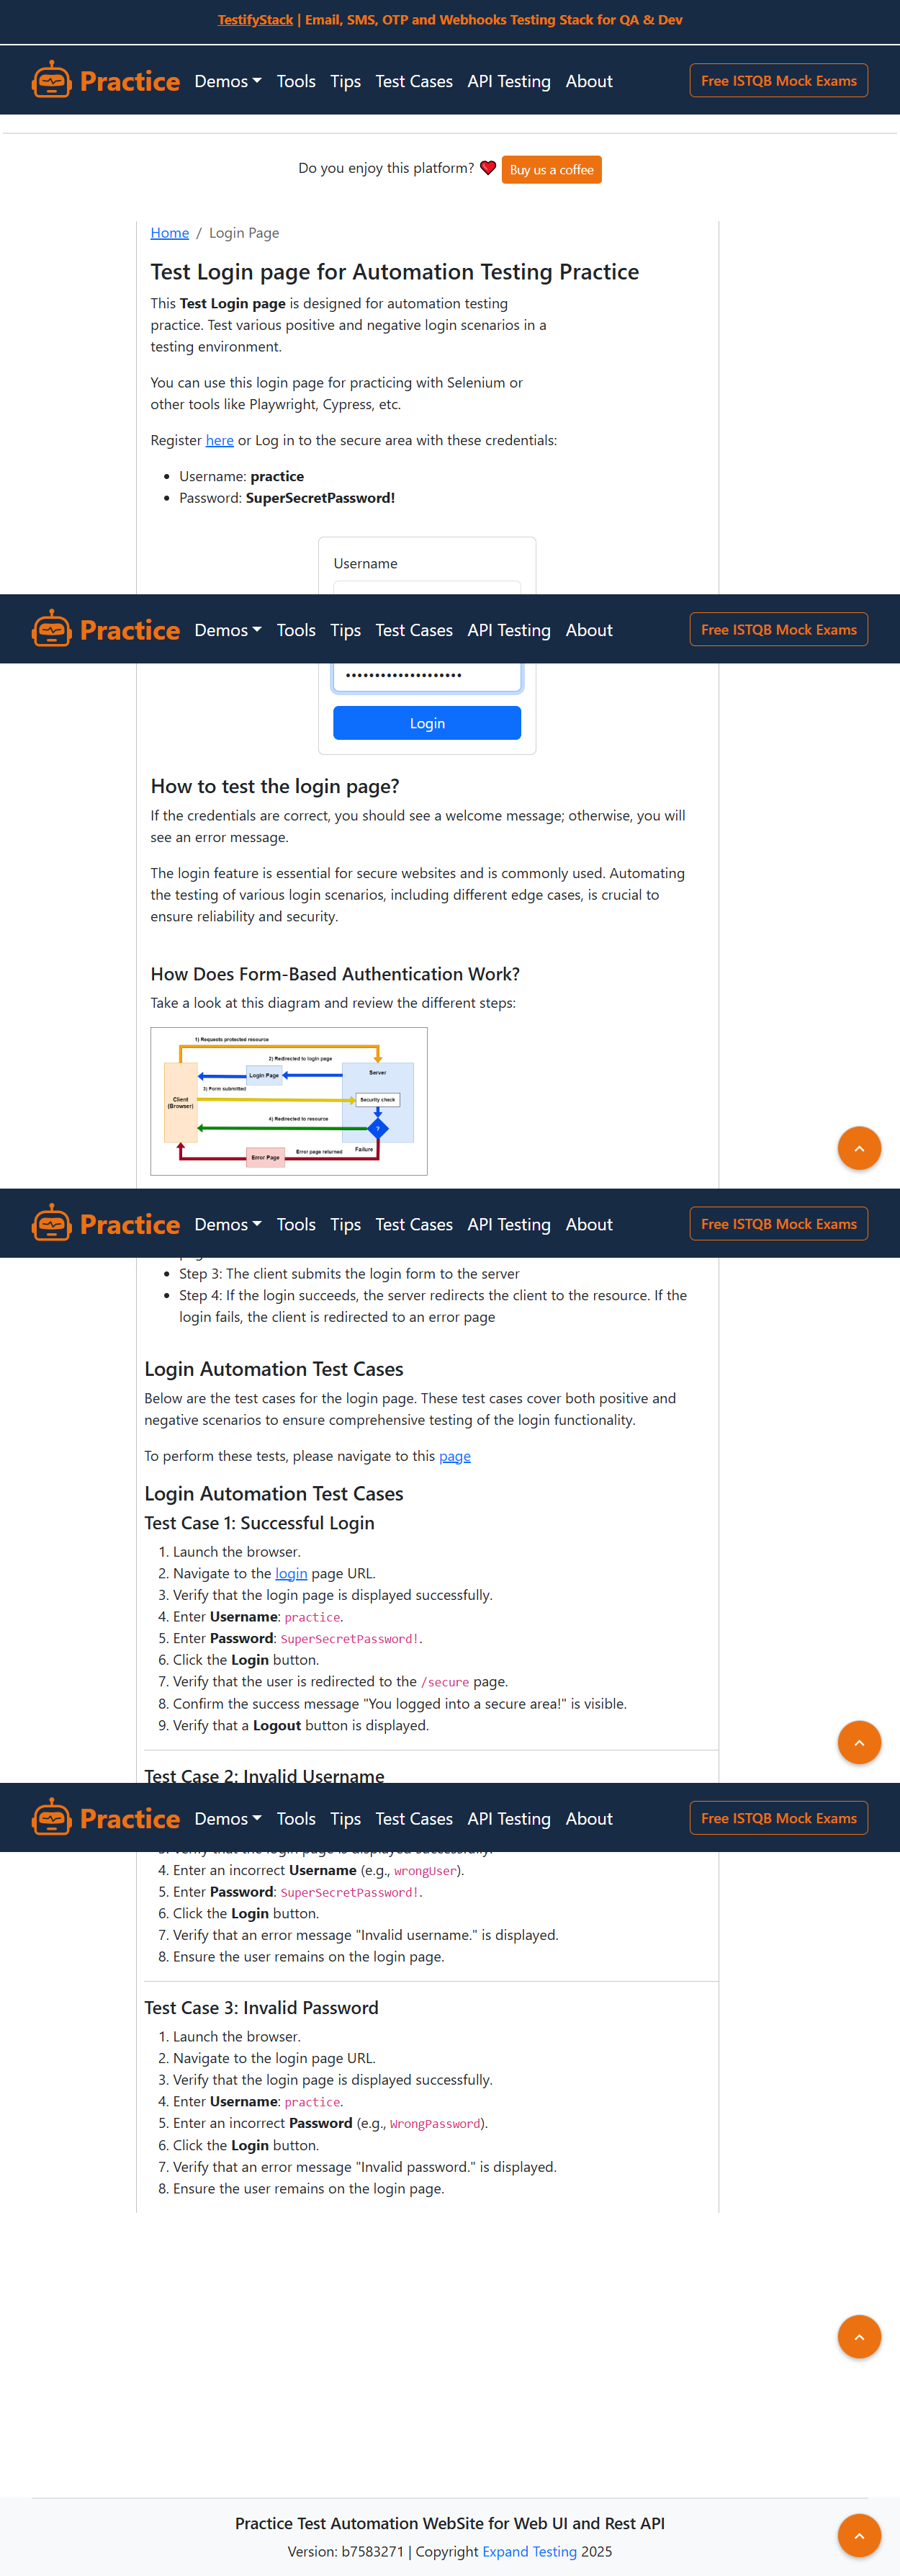 TestifyStack | Email, SMS, OTP and Webhooks Testing Stack for QA & Dev
Practice Demos Tools Tips Test Cases API Testing About Free ISTQB Mock Exams
Do you enjoy this platform? Buy us a coffee
Home / Login Page
Test Login page for Automation Testing Practice
This Test Login page is designed for automation testing
practice. Test various positive and negative login scenarios in a
testing environment.
You can use this login page for practicing with Selenium or
other tools like Playwright, Cypress, etc.
Register here or Log in to the secure area with these credentials:
• Username: practice
• Password: SuperSecretPassword!
Username
Practice Demos Tools Tips Test Cases API Testing About Free ISTQB Mock Exams
Login
How to test the login page?
If the credentials are correct, you should see a welcome message; otherwise, you will
see an error message.
The login feature is essential for secure websites and is commonly used. Automating
the testing of various login scenarios, including different edge cases, is crucial to
ensure reliability and security.
How Does Form-Based Authentication Work?
Take a look at this diagram and review the different steps:
1) Requests protected resource
2) Redirected to login page
Server
Login Page
3) Form submitted
Client
(Browser)
Security check
4) Redirected to resource
?
Failure
Error page returned
Error Page
Practice Demos Tools Tips Test Cases API Testing About Free ISTQB Mock Exams
• Step 3: The client submits the login form to the server
• Step 4: If the login succeeds, the server redirects the client to the resource. If the
login fails, the client is redirected to an error page
Login Automation Test Cases
Below are the test cases for the login page. These test cases cover both positive and
negative scenarios to ensure comprehensive testing of the login functionality.
To perform these tests, please navigate to this page
Login Automation Test Cases
Test Case 1: Successful Login
1. Launch the browser.
2. Navigate to the login page URL.
3. Verify that the login page is displayed successfully.
4. Enter Username: practice.
5. Enter Password: SuperSecretPassword!.
6. Click the Login button.
7. Verify that the user is redirected to the /secure page.
8. Confirm the success message "You logged into a secure area!" is visible.
9. Verify that a Logout button is displayed.
Test Case 2: Invalid Username
Practice Demos Tools Tips Test Cases API Testing About Free ISTQB Mock Exams
3. Verify that the login page is displayed successfully.
4. Enter an incorrect Username (e.g., wrongUser).
5. Enter Password: SuperSecretPassword!.
6. Click the Login button.
7. Verify that an error message "Invalid username." is displayed.
8. Ensure the user remains on the login page.
Test Case 3: Invalid Password
1. Launch the browser.
2. Navigate to the login page URL.
3. Verify that the login page is displayed successfully.
4. Enter Username: practice.
5. Enter an incorrect Password (e.g., WrongPassword).
6. Click the Login button.
7. Verify that an error message "Invalid password." is displayed.
8. Ensure the user remains on the login page.
Practice Test Automation WebSite for Web UI and Rest API
Version: b7583271 | Copyright Expand Testing 2025